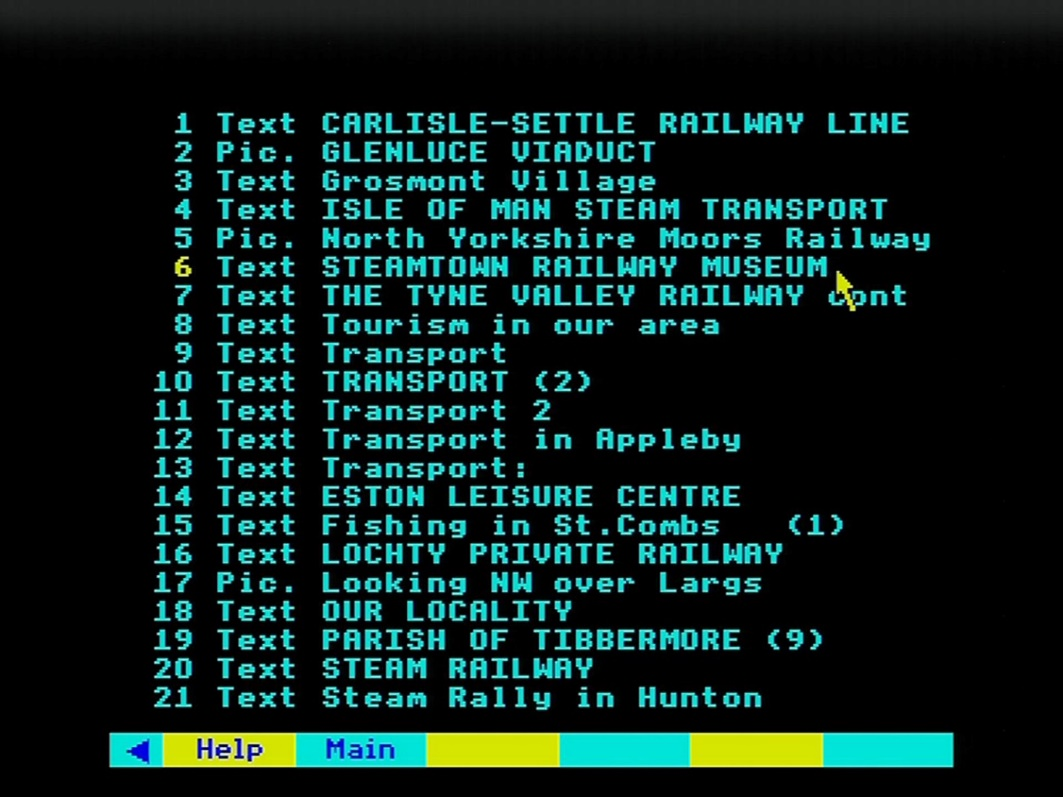 1 Text CARLISLE-SETTLE RAILWAY LINE
2 Pic. GLENLUCE VIADUCT
3 Text Grosmont Village
4 Text ISLE OF MAN STEAM TRANSPORT
5 Pic. North Yorkshire Moors Railway
6 Text STEAMTOWN RAILWAY MUSEUM
7 Text THE TYNE VALLEY RAILWAY cont
8 Text Tourism in our area
9 Text Transport
10 Text TRANSPORT (2)
11 Text Transport 2
12 Text Transport in Appleby
13 Text Transport:
14 Text ESTON LEISURE CENTRE
15 Text Fishing in St.Combs (1)
16 Text LOCHTY PRIVATE RAILWAY
17 Pic. Looking NW over Largs
18 Text OUR LOCALITY
19 Text PARISH OF TIBBERMORE (9)
20 Text STEAM RAILWAY
21 Text Steam Rally in Hunton
Help Main